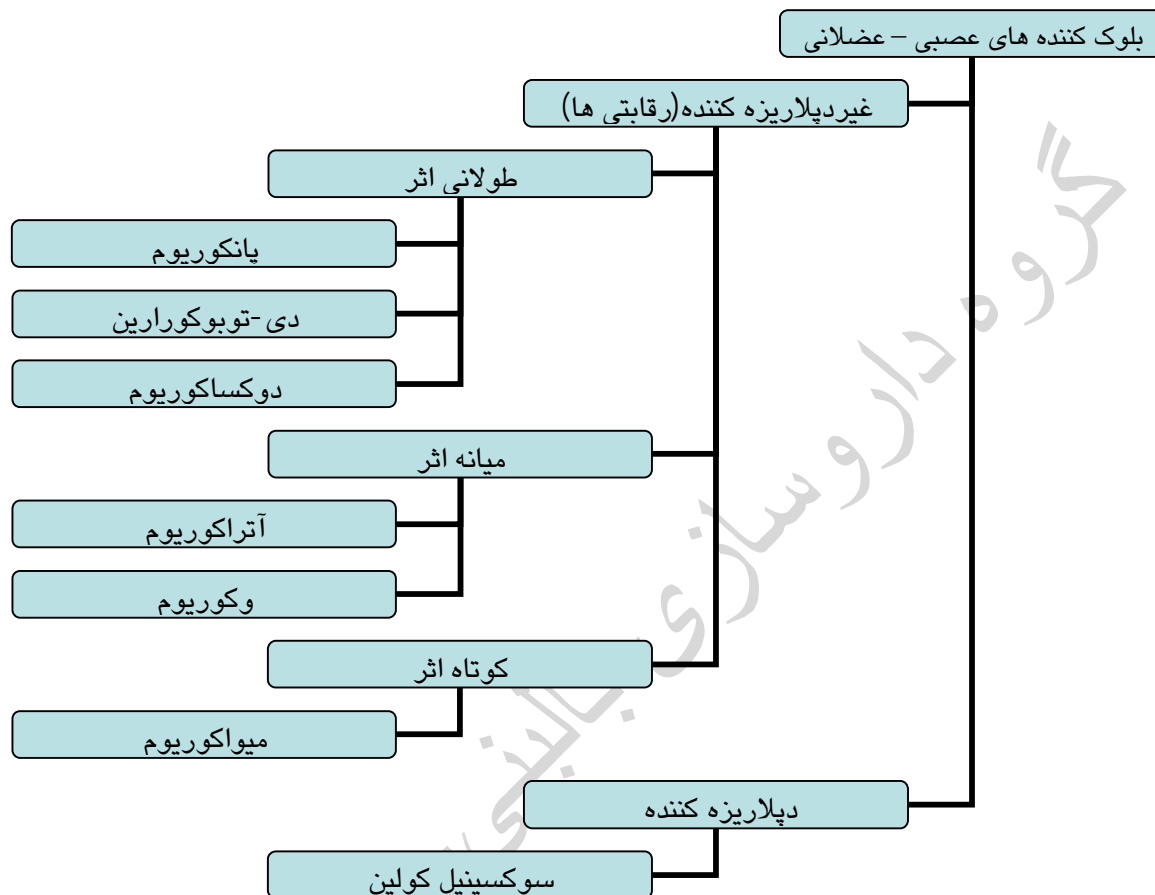 بلوک کننده های عصبی – عضلانی
غیردپلاریزه کننده(رقابتی ها)
طولانی اثر
پانکوریوم
دی-توبوکورارین
دوکساکوریوم
میانه اثر
آتراکوریوم
وکوریوم
کوتاه اثر
میواکوریوم
دپلاریزه کننده
سوکسینیل کولین
گروه داروسازی بالینی